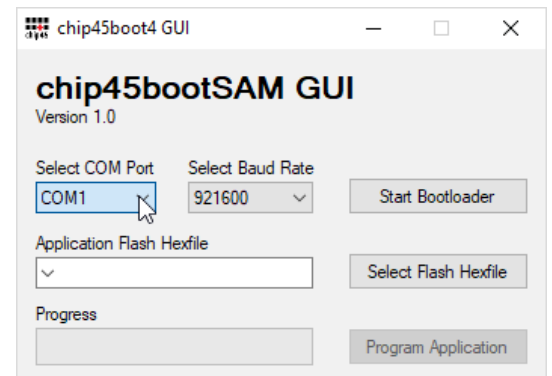 chip45 chip45boot4 GUI
chip45bootSAM GUI
Version 1.0
Select COM Port Select Baud Rate
COM1 921600 Start Bootloader
Application Flash Hexfile
Select Flash Hexfile
Progress
Program Application